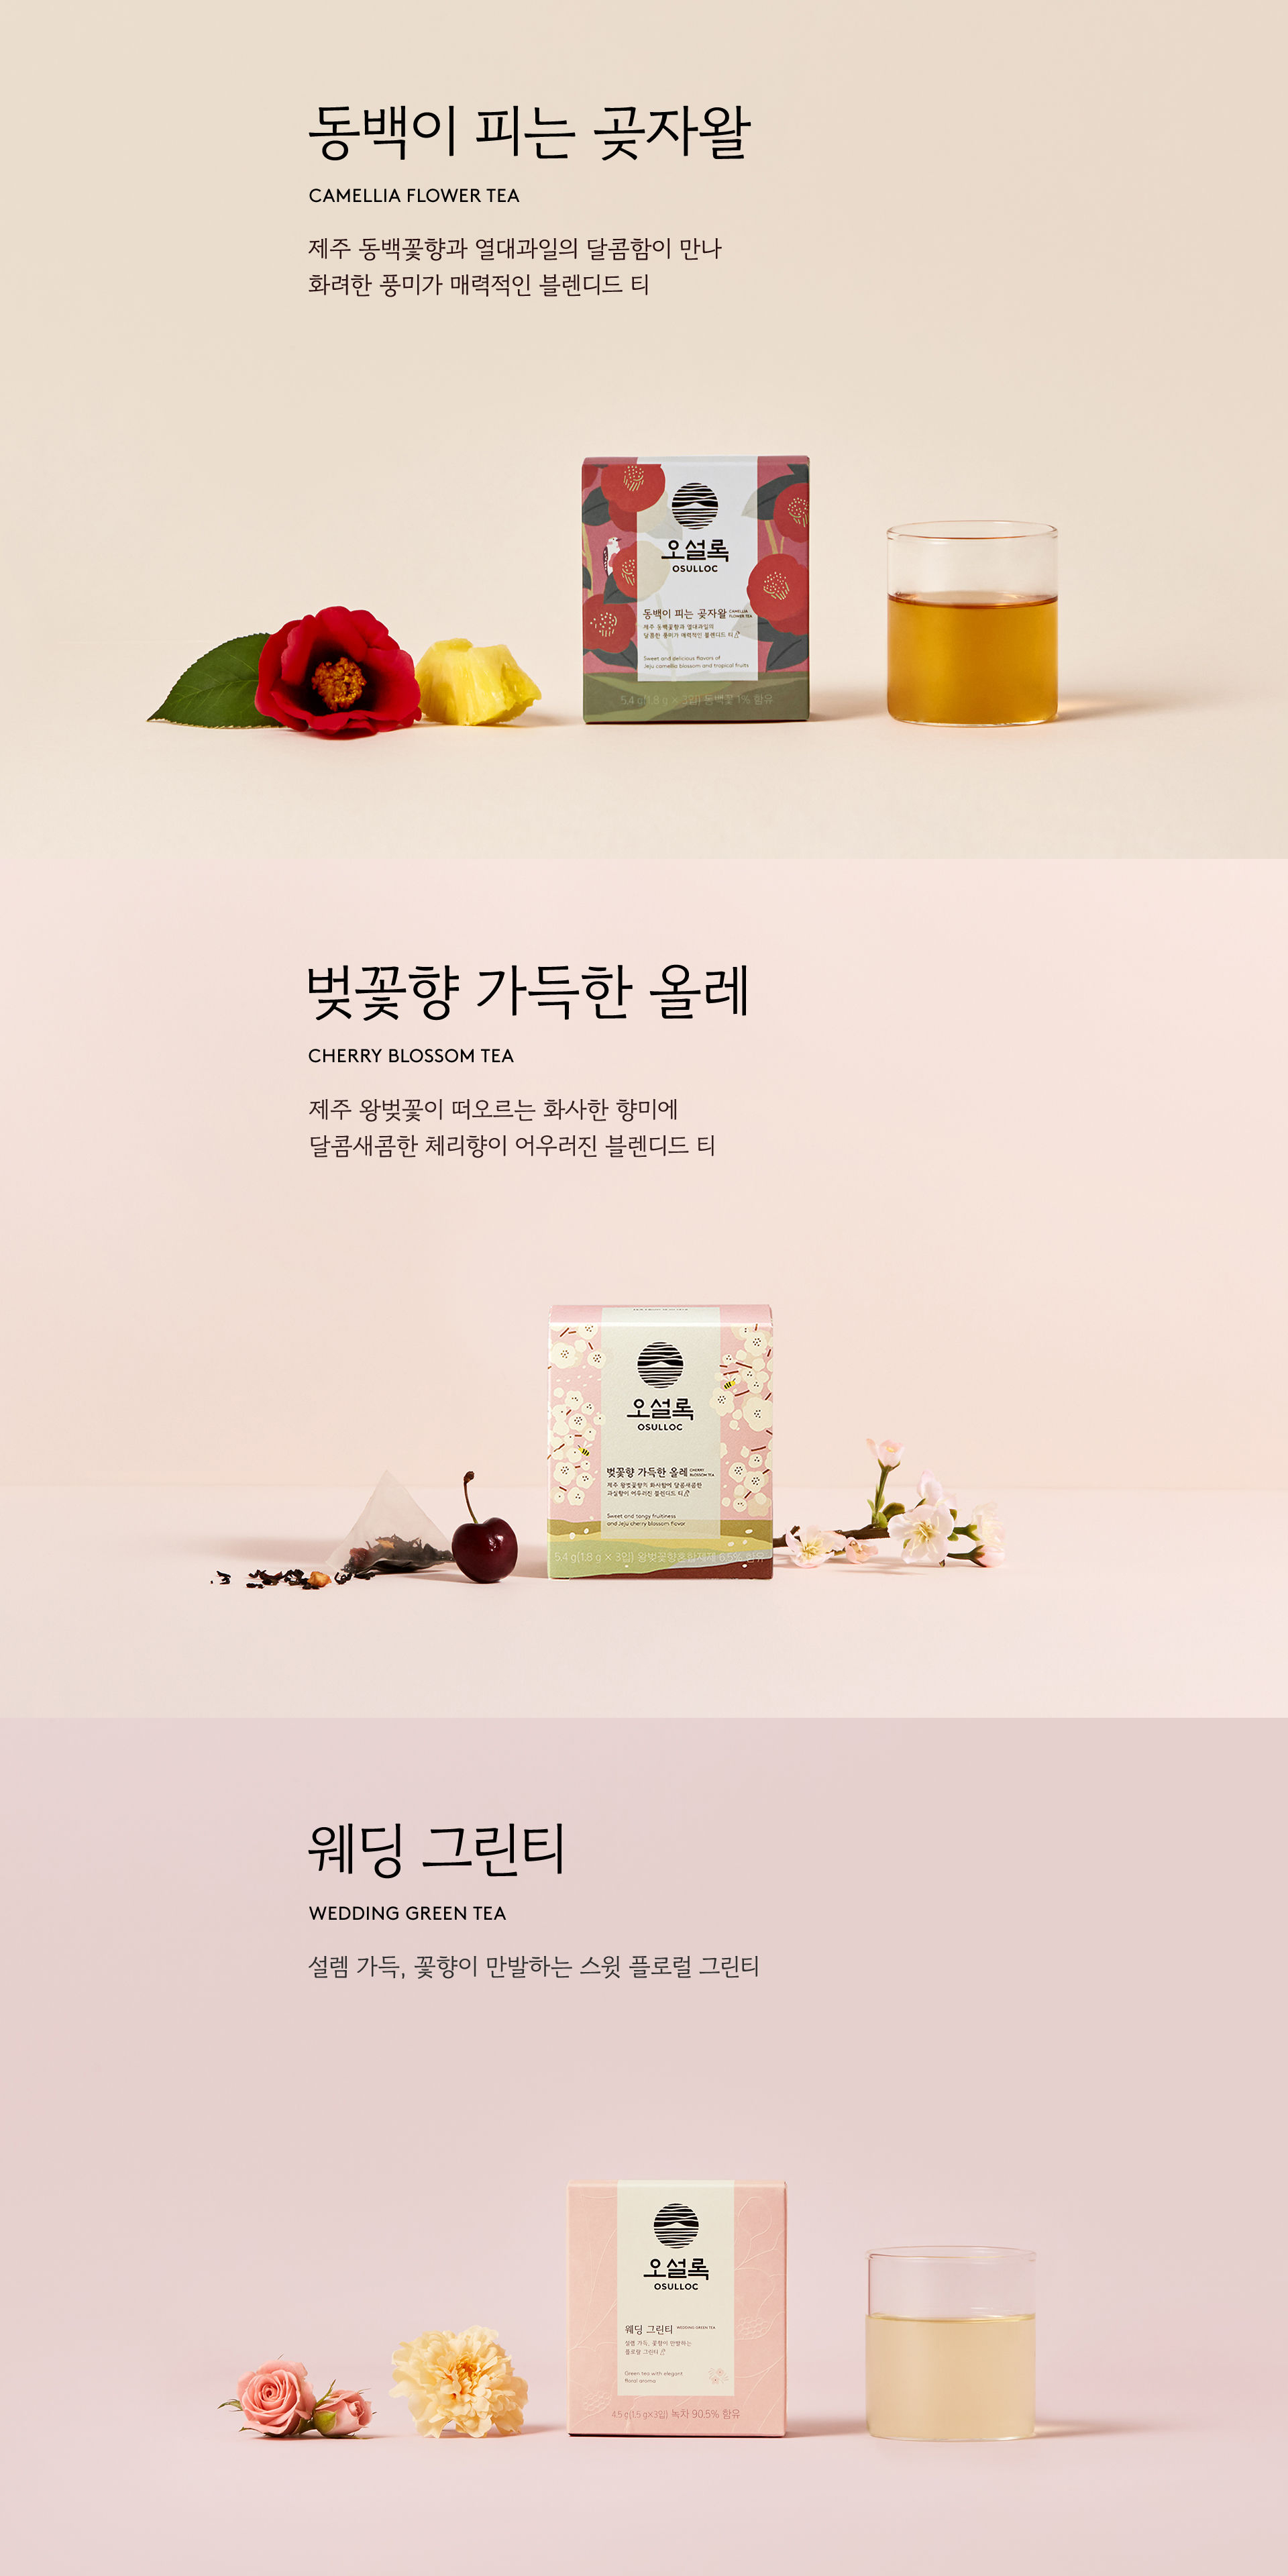 동백이 피는 곶자왈
CAMELLIA FLOWER TEA
제주 동백꽃향과 열대과일의 달콤함이 만나
화려한 풍미가 매력적인 블렌디드 티
오설록
OSULLOC
동백이 피는 곶자왈 CAMELLIA FLOWER TEA
제주 동백꽃향과 열대과일의
달콤한 풍미가 매력적인 블렌디드 티
Sweet and delicious flavors of
Jeju camellia blossom and tropical fruits
5.4 g(1.8 g × 3입) 동백꽃 1% 함유
벚꽃향 가득한 올레
CHERRY BLOSSOM TEA
제주 왕벚꽃이 떠오르는 화사한 향미에
달콤새콤한 체리향이 어우러진 블렌디드 티
오설록
OSULLOC
벚꽃향 가득한 올레 CHERRY BLOSSOM TEA
제주 왕벚꽃향의 화사함에 달콤새콤한
과실향이 어우러진 블렌디드 티
Sweet and tangy fruitiness
and Jeju cherry blossom flavor
5.4 g(1.8 g × 3입) 왕벚꽃향혼합제제 6.5% 함유
웨딩 그린티
WEDDING GREEN TEA
설렘 가득, 꽃향이 만발하는 스윗 플로럴 그린티
오설록
OSULLOC
웨딩 그린티 WEDDING GREEN TEA
설렘 가득, 꽃향이 만발하는
플로랄 그린티
Green tea with elegant
floral aroma
4.5 g(1.5 g×3입) 녹차 90.5% 함유